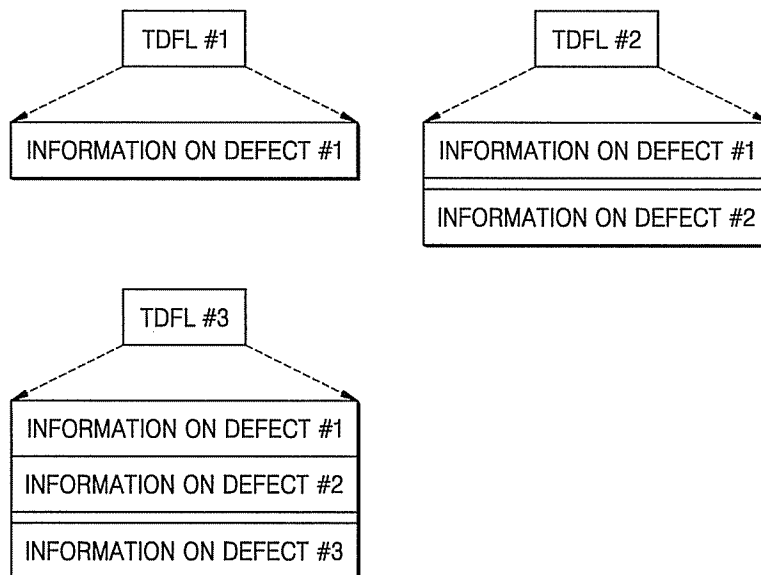 TDFL #1
INFORMATION ON DEFECT #1
TDFL #2
INFORMATION ON DEFECT #1
INFORMATION ON DEFECT #2
TDFL #3
INFORMATION ON DEFECT #1
INFORMATION ON DEFECT #2
INFORMATION ON DEFECT #3